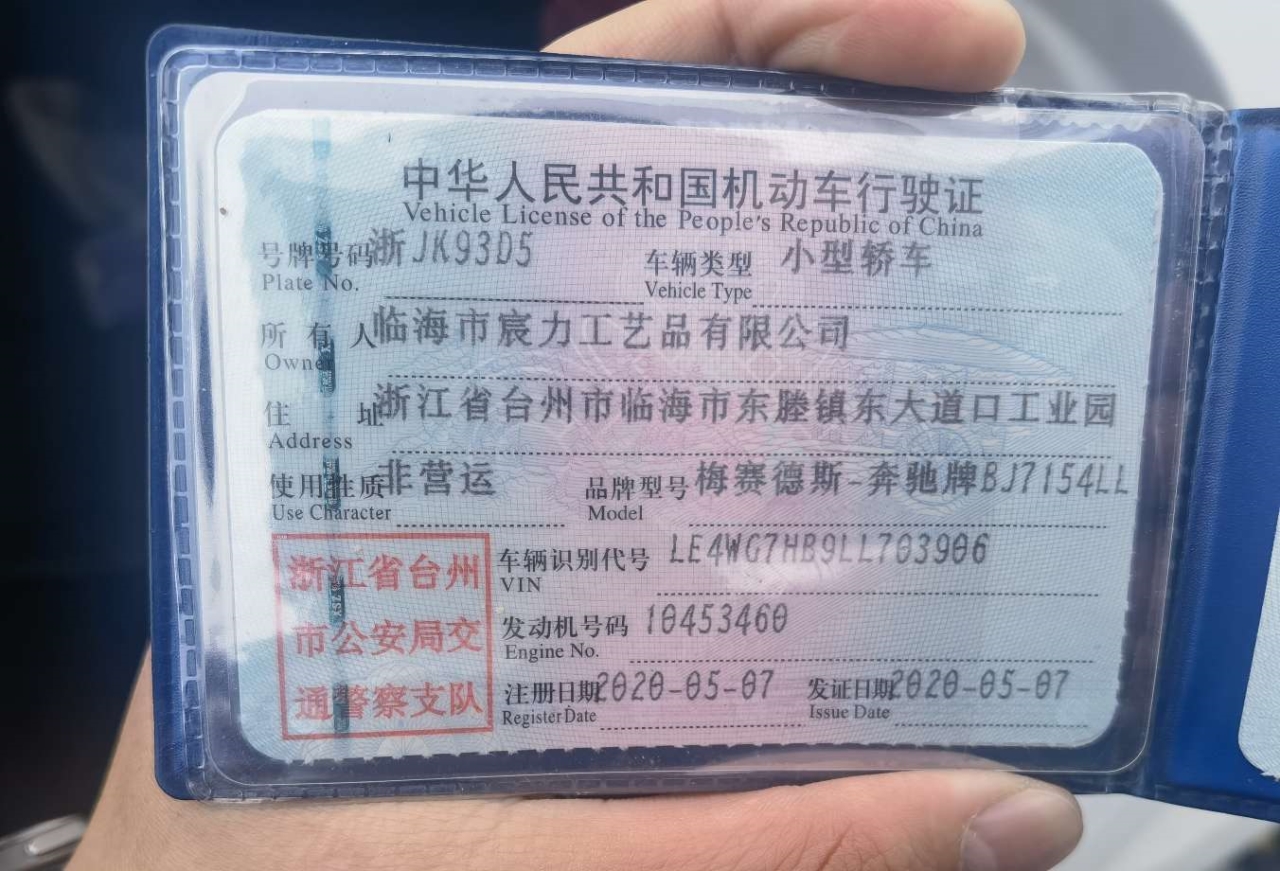 中华人民共和国机动车行驶证
Vehicle License of the People's Republic of China
号牌号码 浙JK93D5 车辆类型 小型轿车
Plate No. Vehicle Type
所有人 临海市宸力工艺品有限公司
Owner
住址 浙江省台州市临海市东塍镇东大道口工业园
Address
使用性质 非营运 品牌型号 梅赛德斯-奔驰牌BJ7154LL
Use Character Model
浙江省台州
市公安局交
通警察支队
车辆识别代号 LE4WG7HB9LL703906
VIN
发动机号码 10453460
Engine No.
注册日期 2020-05-07 发证日期 2020-05-07
Register Date Issue Date